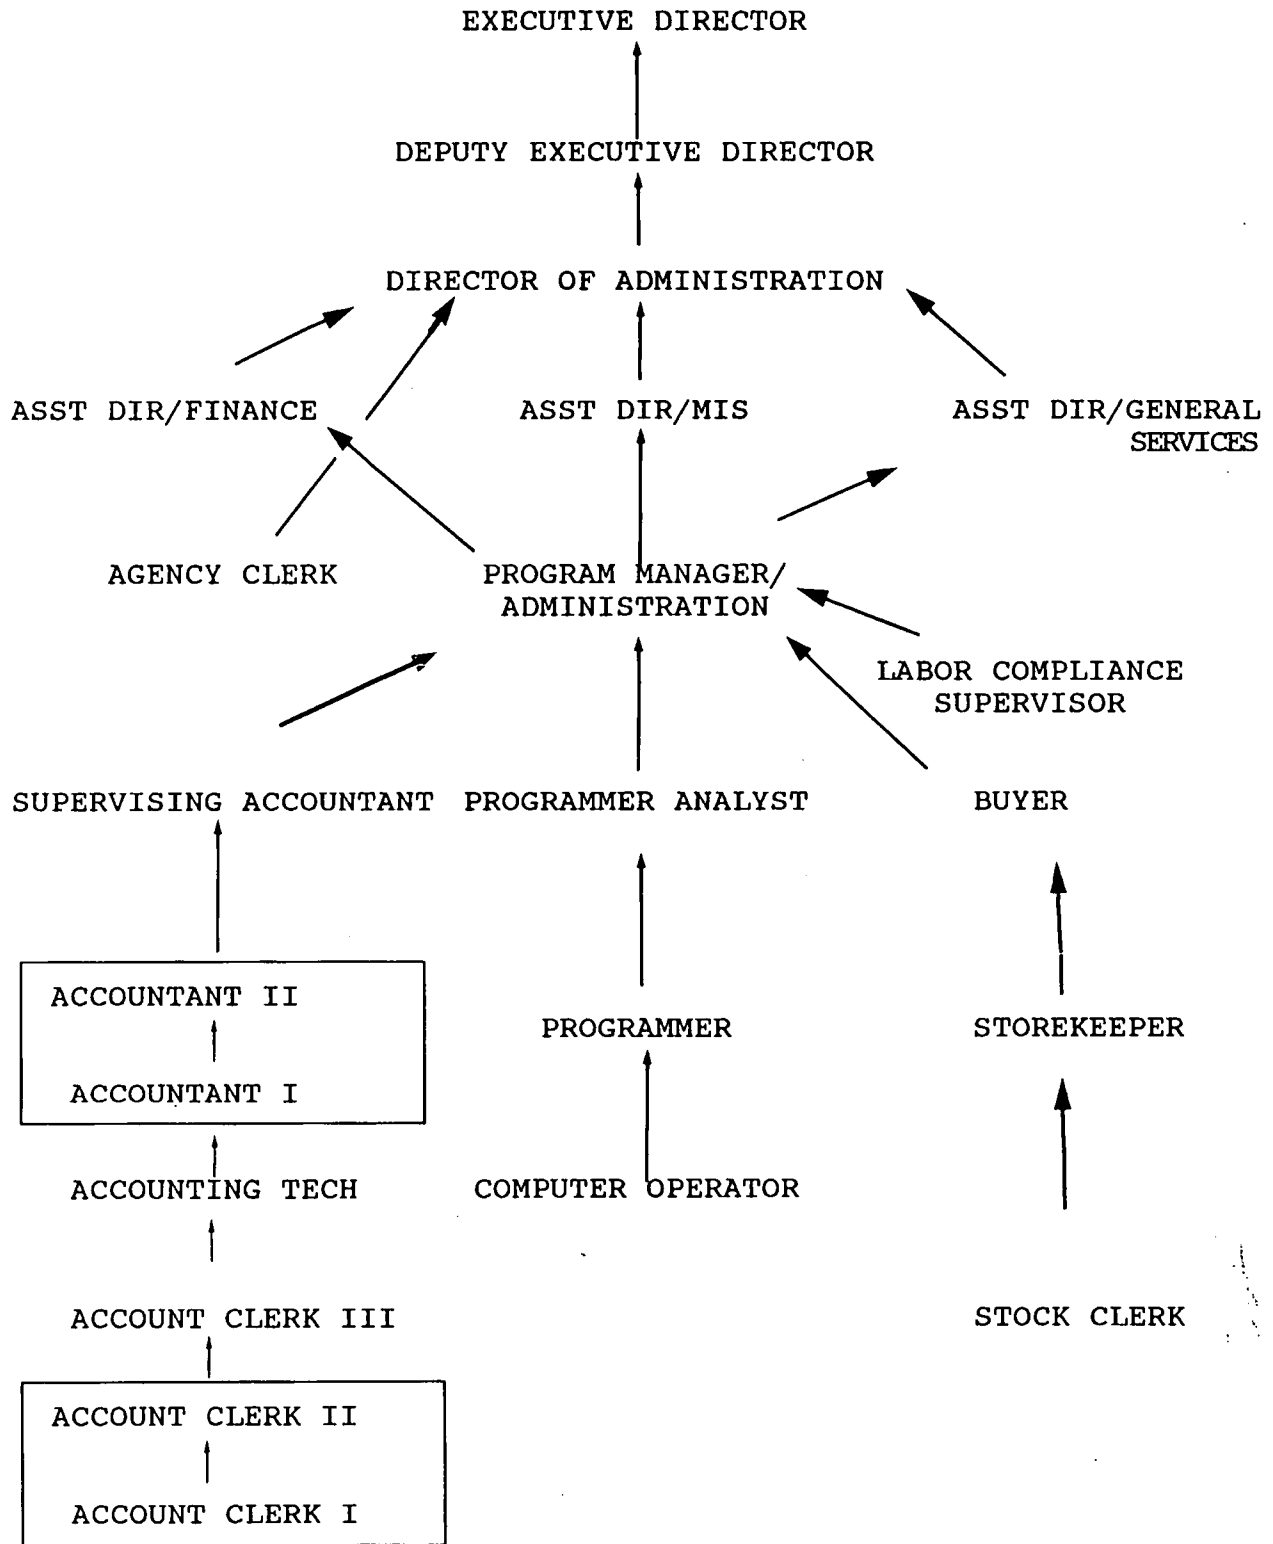 EXECUTIVE DIRECTOR
DEPUTY EXECUTIVE DIRECTOR
DIRECTOR OF ADMINISTRATION
ASST DIR/FINANCE
ASST DIR/MIS
ASST DIR/GENERAL
SERVICES
AGENCY CLERK
PROGRAM MANAGER/
ADMINISTRATION
LABOR COMPLIANCE
SUPERVISOR
SUPERVISING ACCOUNTANT
PROGRAMMER ANALYST
BUYER
ACCOUNTANT II
PROGRAMMER
STOREKEEPER
ACCOUNTANT I
ACCOUNTING TECH
COMPUTER OPERATOR
ACCOUNT CLERK III
STOCK CLERK
ACCOUNT CLERK II
ACCOUNT CLERK I